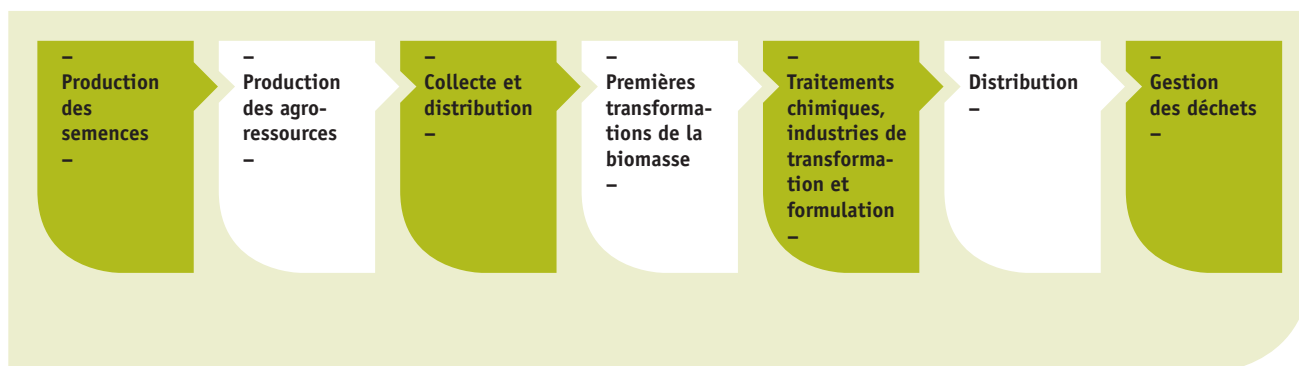 –
Production
des
semences
–
–
Production
des agro-
ressources
–
–
Collecte et
distribution
–
–
Premières
transforma-
tions de la
biomasse
–
–
Traitements
chimiques,
industries de
transforma-
tion et
formulation
–
–
Distribution
–
–
Gestion
des déchets
–